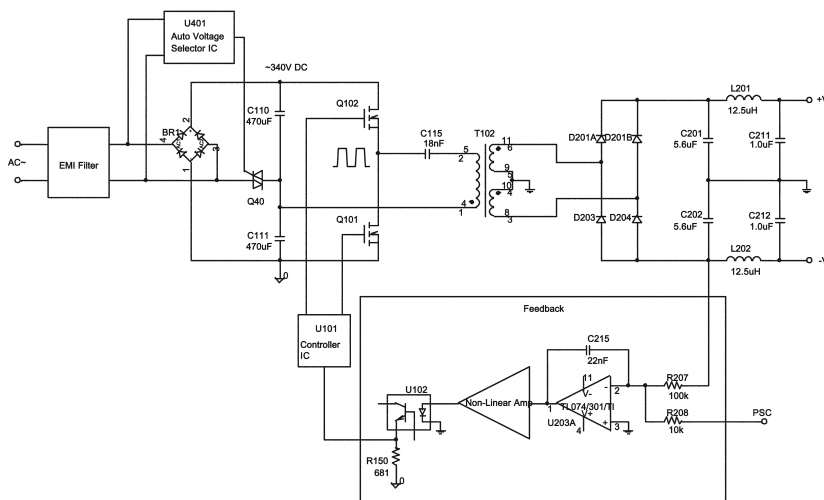 U401
Auto Voltage
Selector IC
~340V DC
Q102
C110
470uF
BR1
2
4
3
1
AC~
EMI Filter
Q40
C111
470uF
0
Q101
C115
18nF
T102
5
2
4
1
11
6
9
5
10
4
8
3
D201A
D201B
D203
D204
L201
12.5uH
+V
C201
5.6uF
C211
1.0uF
C202
5.6uF
C212
1.0uF
L202
12.5uH
-V
Feedback
U101
Controller
IC
U102
R150
681
0
Non-Linear Amp
C215
22nF
1
11
V-
TL074/301/TI
V+
U203A
4
-
2
+
3
R207
100k
R208
10k
PSC